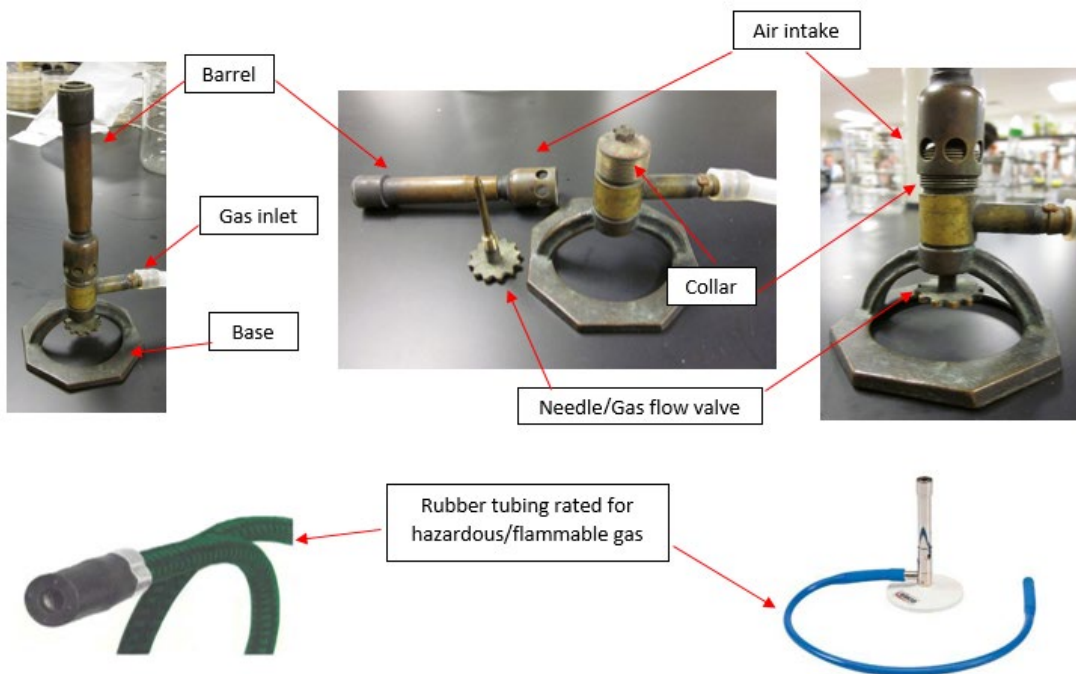 Air intake
Barrel
Gas inlet
Collar
Base
Needle/Gas flow valve
Rubber tubing rated for
hazardous/flammable gas